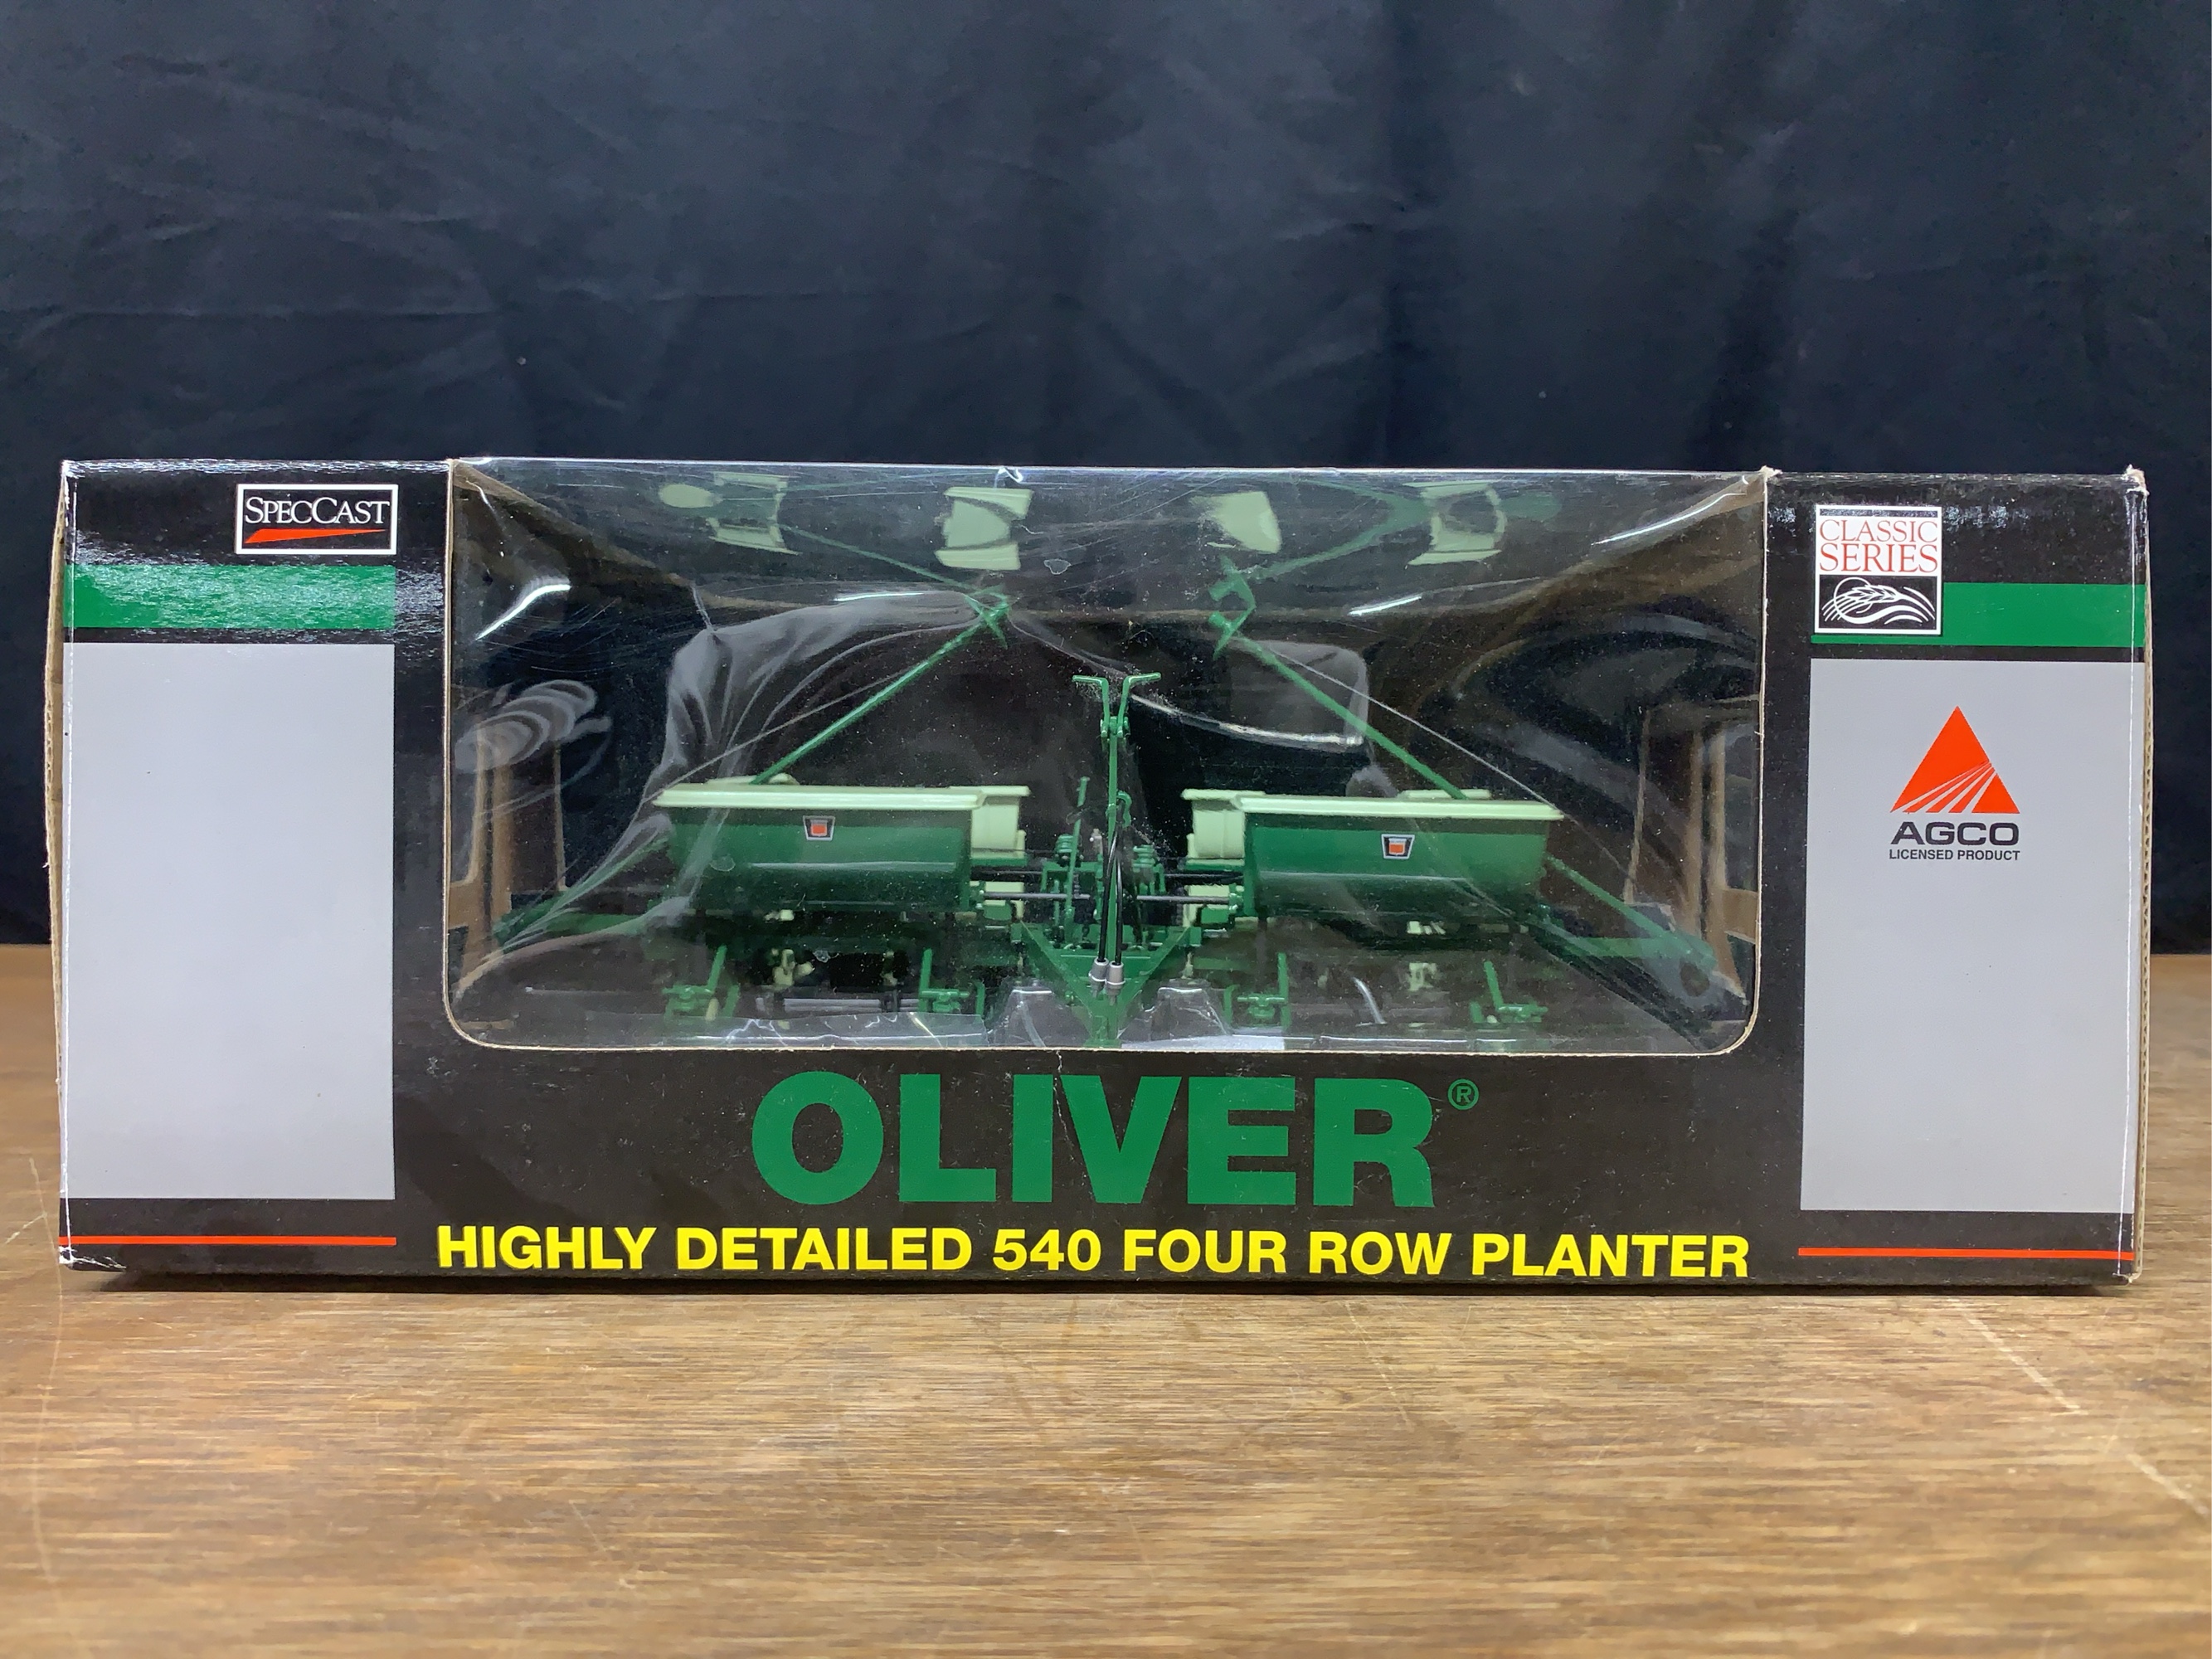 SPECCAST
CLASSIC
SERIES
AGCO
LICENSED PRODUCT
OLIVER®
HIGHLY DETAILED 540 FOUR ROW PLANTER